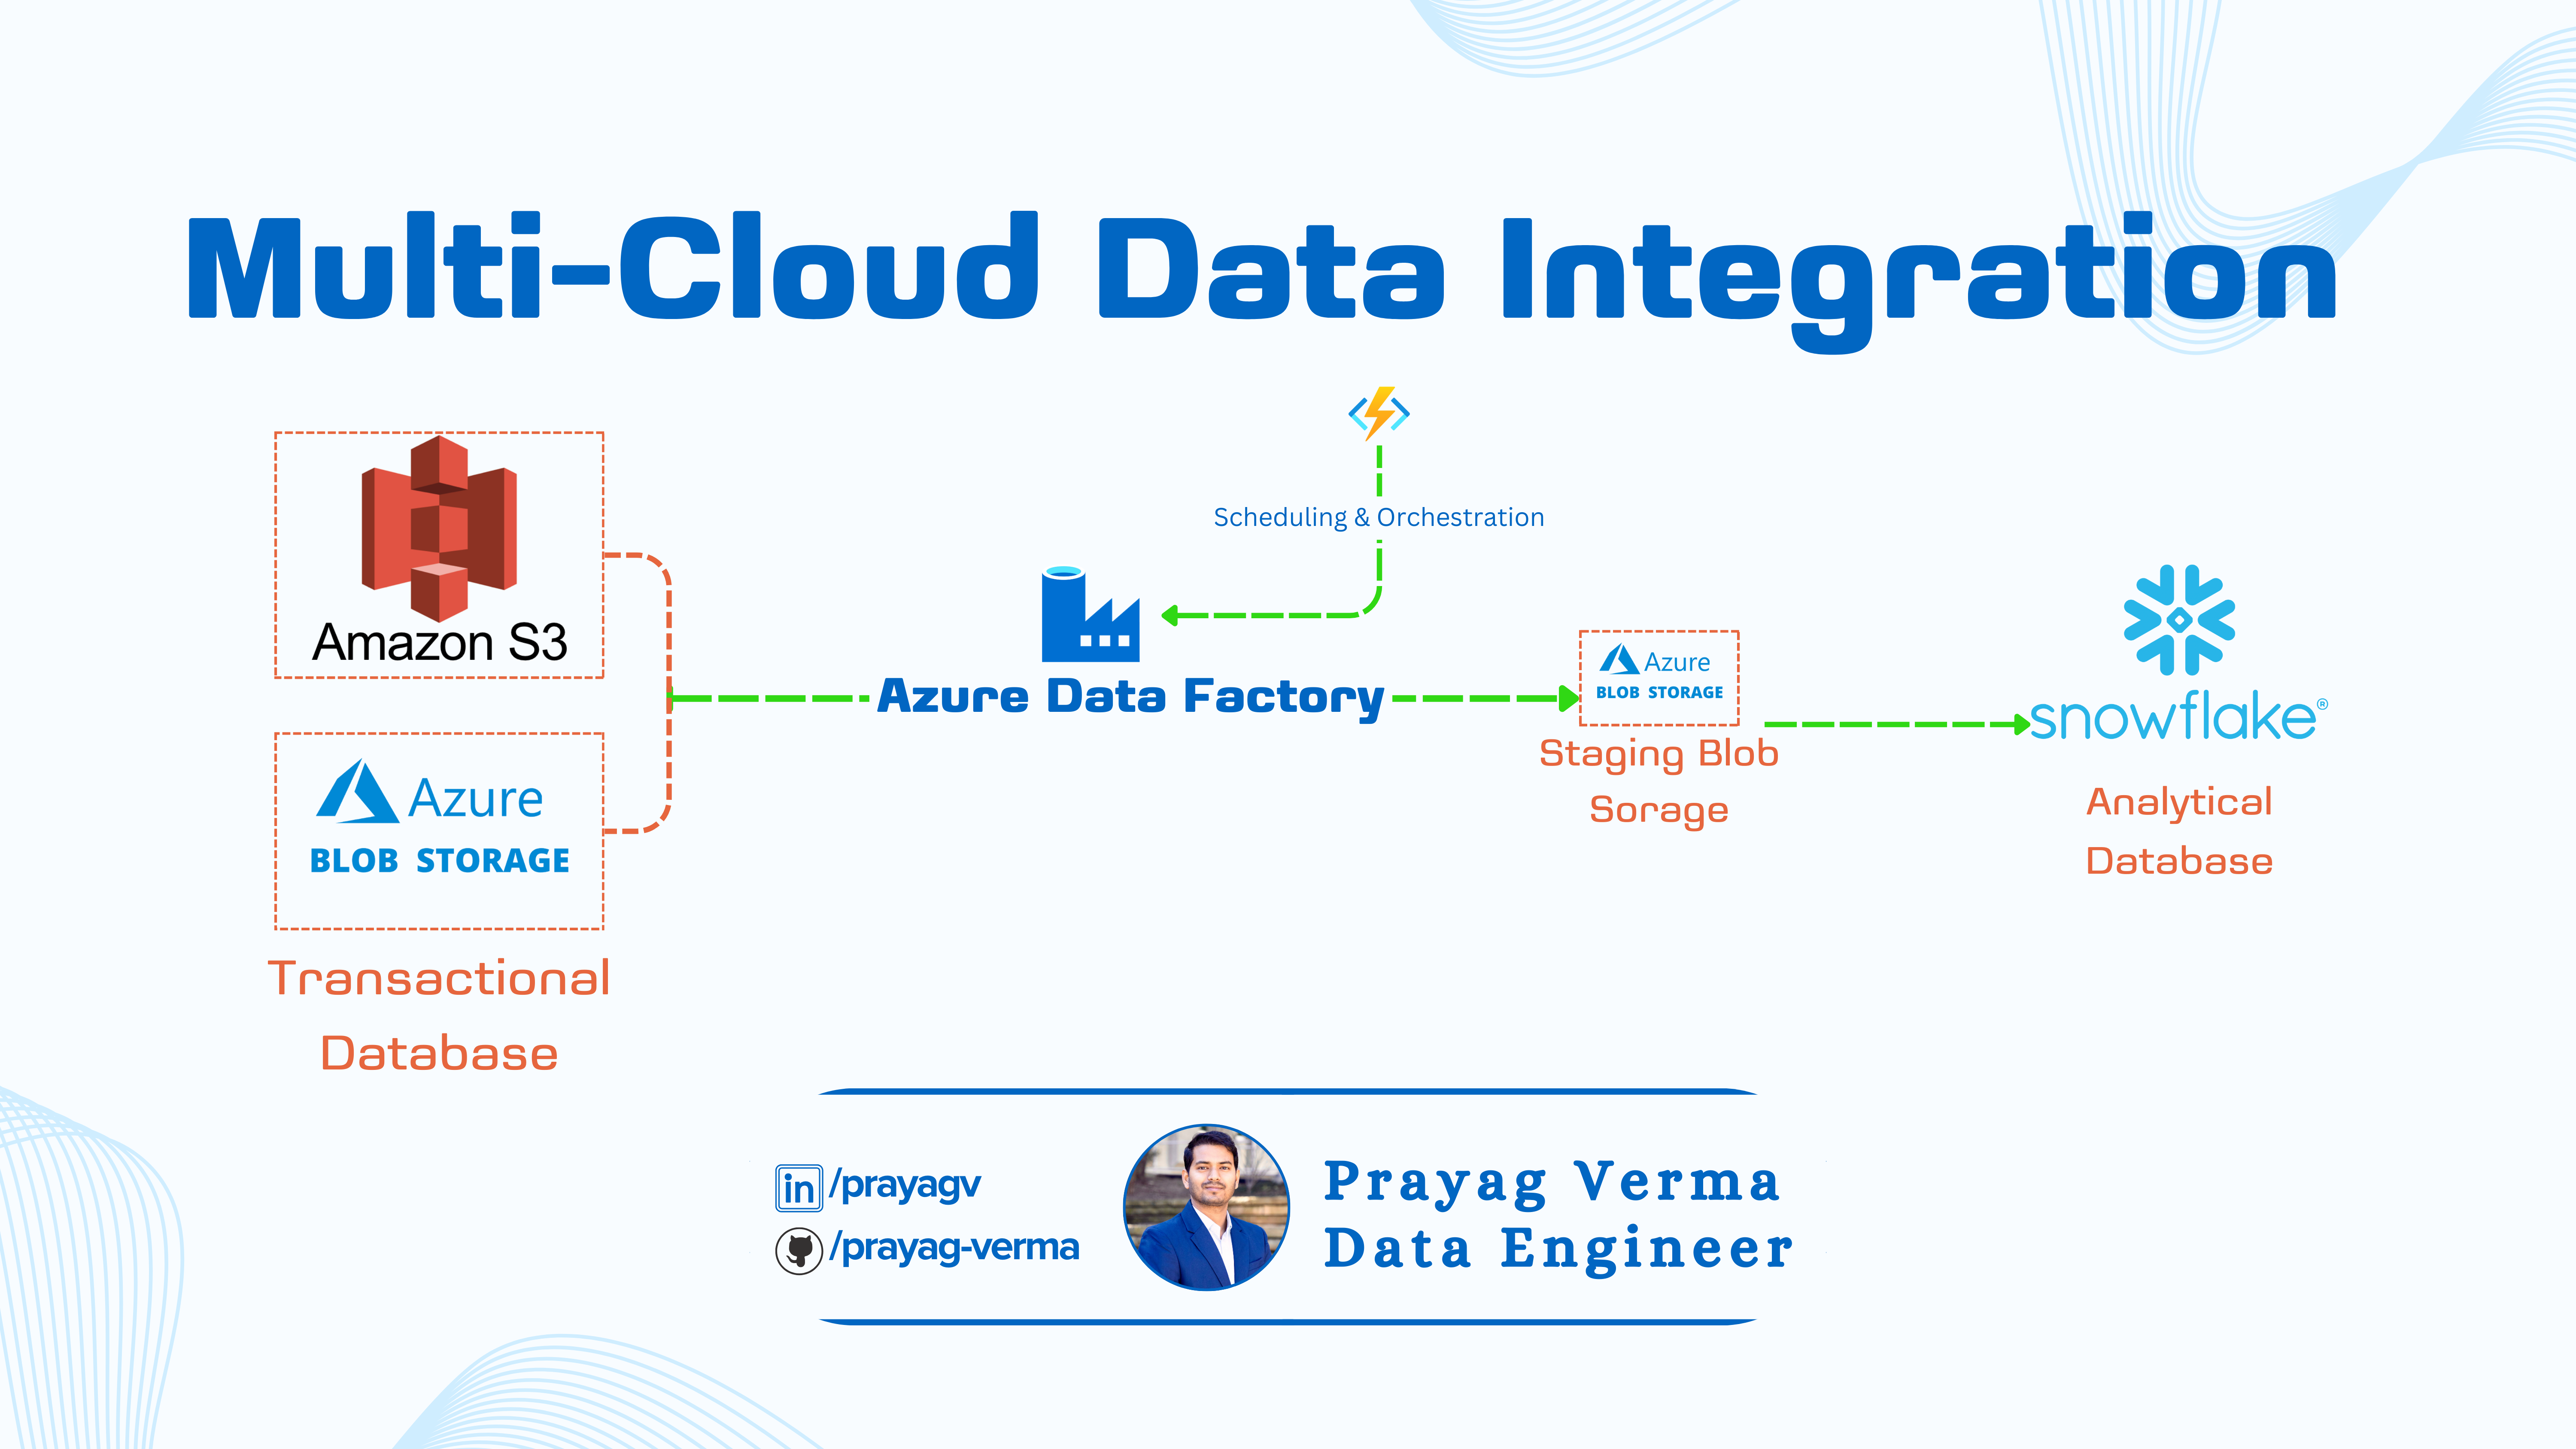 Multi-Cloud Data Integration
Amazon S3
Azure
BLOB STORAGE
Transactional
Database
Scheduling & Orchestration
Azure Data Factory
Azure
BLOB STORAGE
Staging Blob
Sorage
snowflake®
Analytical
Database
in /prayagv
/prayag-verma
Prayag Verma
Data Engineer